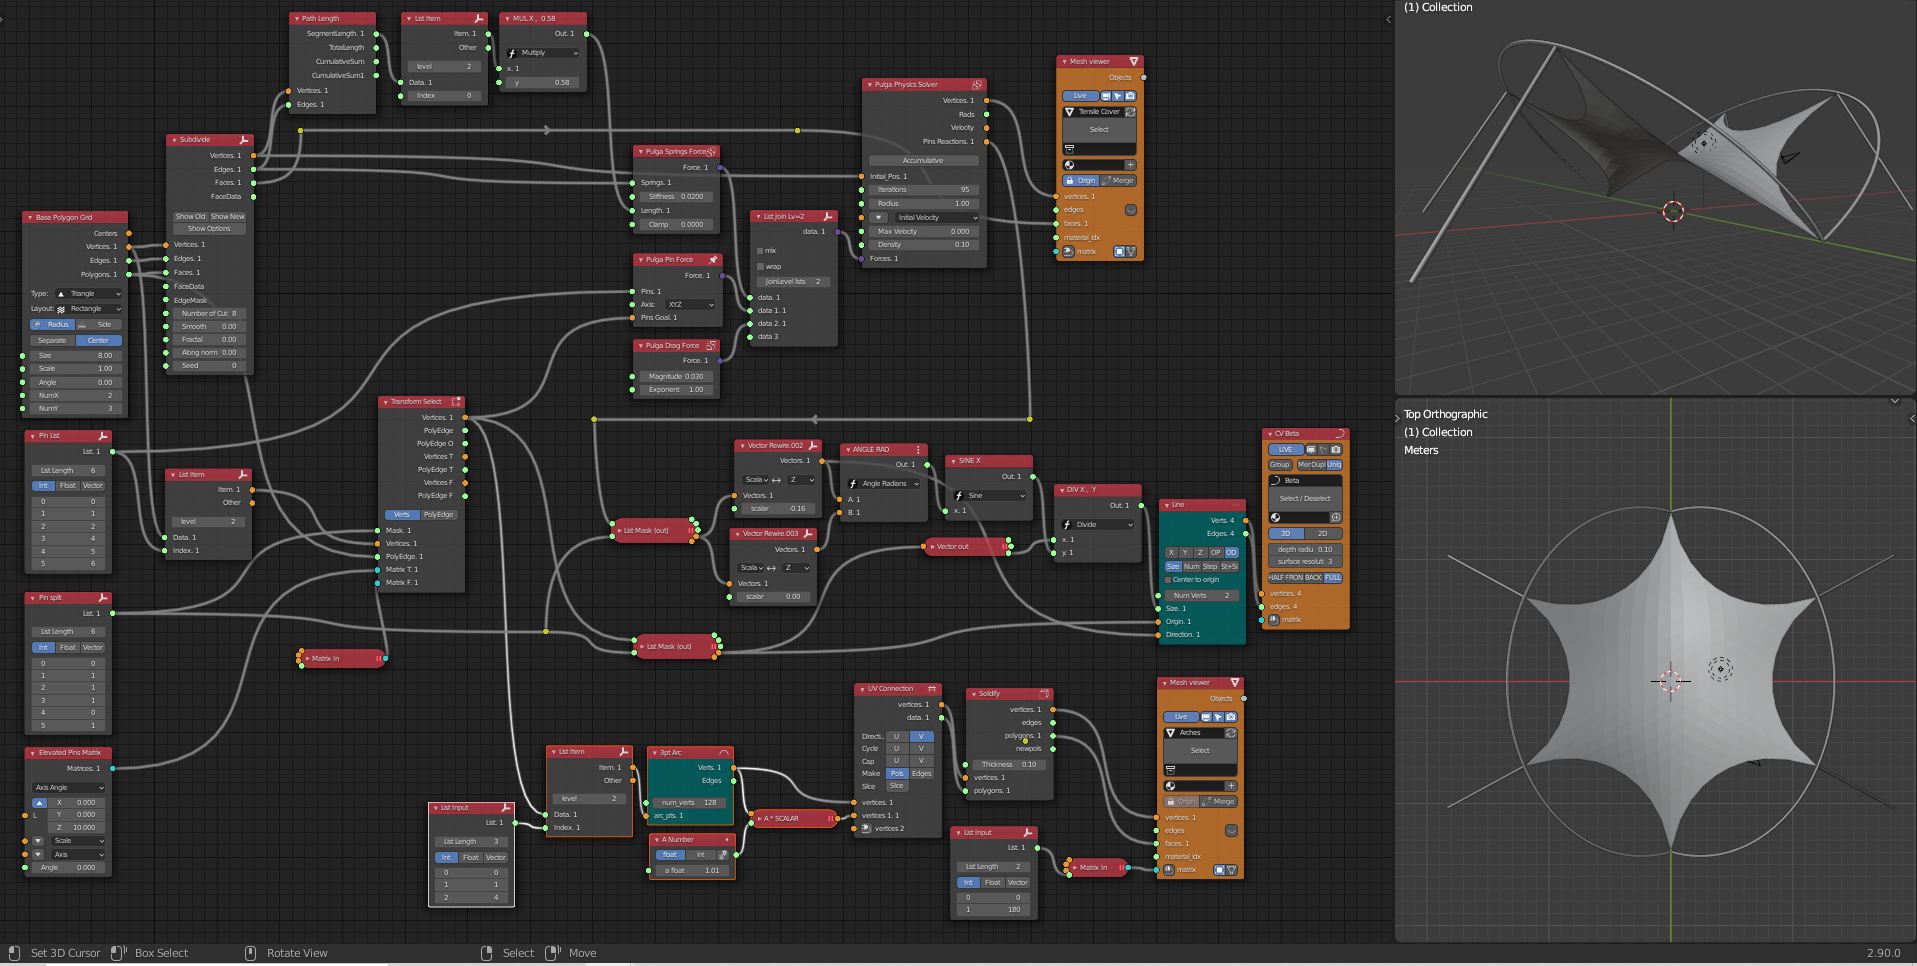 Path Length
SegmentLength. 1
TotalLength
CumulativeSum
CumulativeSum1
Vertices. 1
Edges. 1
List Item
Item. 1
Other
level 2
Data. 1
Index 0
MUL X, 0.58
Out. 1
Multiply
x. 1
y 0.58
Subdivide
Vertices. 1
Edges. 1
Faces. 1
FaceData
Show Old Show New
Show Options
Vertices. 1
Edges. 1
Faces. 1
FaceData
EdgeMask
Number of Cut 8
Smooth 0.00
Fractal 0.00
Along norm 0.00
Seed 0
Base Polygon Grid
Centers
Vertices. 1
Edges. 1
Polygons. 1
Type: Triangle
Layout: Rectangle
Radius Side
Separate Center
Size 8.00
Scale 1.00
Angle 0.00
NumX 2
NumY 3
Pin List
List. 1
List Length 6
Int Float Vector
0 0
1 1
2 2
3 4
4 5
5 6
List Item
Item. 1
Other
level 2
Data. 1
Index. 1
Pin split
List. 1
List Length 6
Int Float Vector
0 0
1 1
2 1
3 1
4 0
5 1
Elevated Pins Matrix
Matrices. 1
Axis Angle
L
X 0.000
Y 0.000
Z 10.000
Scale
Axis
Angle 0.000
Matrix In
Transform Select
Vertices. 1
PolyEdge
PolyEdge O
Vertices T
PolyEdge T
Vertices F
PolyEdge F
Verts PolyEdge
Mask. 1
Vertices. 1
PolyEdge. 1
Matrix T. 1
Matrix F. 1
Pulga Springs Force
Force. 1
Springs. 1
Stiffness 0.0200
Length. 1
Clamp 0.0000
Pulga Pin Force
Force. 1
Pins. 1
Axis: XYZ
Pins Goal. 1
Pulga Drag Force
Force. 1
Magnitude 0.030
Exponent 1.00
List Join Lv=2
data. 1
mix
wrap
JoinLevel lists 2
data. 1
data 1. 1
data 2. 1
data 3
Pulga Physics Solver
Vertices. 1
Rads
Velocity
Pins Reactions. 1
Accumulative
Initial_Pos. 1
Iterations 95
Radius 1.00
Initial Velocity
Max Velocity 0.000
Density 0.10
Forces. 1
Mesh viewer
Objects
Live
Tensile Cover
Select
Origin Merge
vertices. 1
edges
faces. 1
material_idx
matrix
List Mask (out)
Vector Rewire.002
Vectors. 1
Scala Z
Vectors. 1
scalar -0.16
Vector Rewire.003
Vectors. 1
Scala Z
Vectors. 1
scalar 0.00
ANGLE RAD
Out. 1
Angle Radians
A. 1
B. 1
SINE X
Out. 1
Sine
x. 1
Vector out
DIV X, Y
Out. 1
Divide
x. 1
y. 1
Line
Verts. 4
Edges. 4
X Y Z OP OD
Size Num Step St+Si
Center to origin
Num Verts 2
Size. 1
Origin. 1
Direction. 1
CV Beta
LIVE
Group Mer Dupl Uniq
Beta
Select / Deselect
3D 2D
depth radiu 0.10
surface resoluti 3
HALF FRON BACK FULL
vertices. 4
edges. 4
matrix
List Mask (out)
List Input
List. 1
List Length 3
Int Float Vector
0 0
1 1
2 4
List Item
Item. 1
Other
level 2
Data. 1
Index. 1
3pt Arc
Verts. 1
Edges
num_verts 128
arc_pts. 1
A Number
float int
a float 1.01
A * SCALAR
UV Connection
vertices. 1
data. 1
Directi.. U V
Cycle U V
Cap U V
Make Pols Edges
Slice Slice
vertices. 1
vertices 1. 1
vertices 2
Solidify
vertices. 1
edges
polygons. 1
newpols
Thickness 0.10
vertices. 1
polygons. 1
List Input
List. 1
List Length 2
Int Float Vector
0 0
1 180
Matrix In
Mesh viewer
Objects
Live
Arches
Select
Origin Merge
vertices. 1
edges
faces. 1
material_idx
matrix
(1) Collection
Top Orthographic
(1) Collection
Meters
Set 3D Cursor Box Select Rotate View Select Move 2.90.0